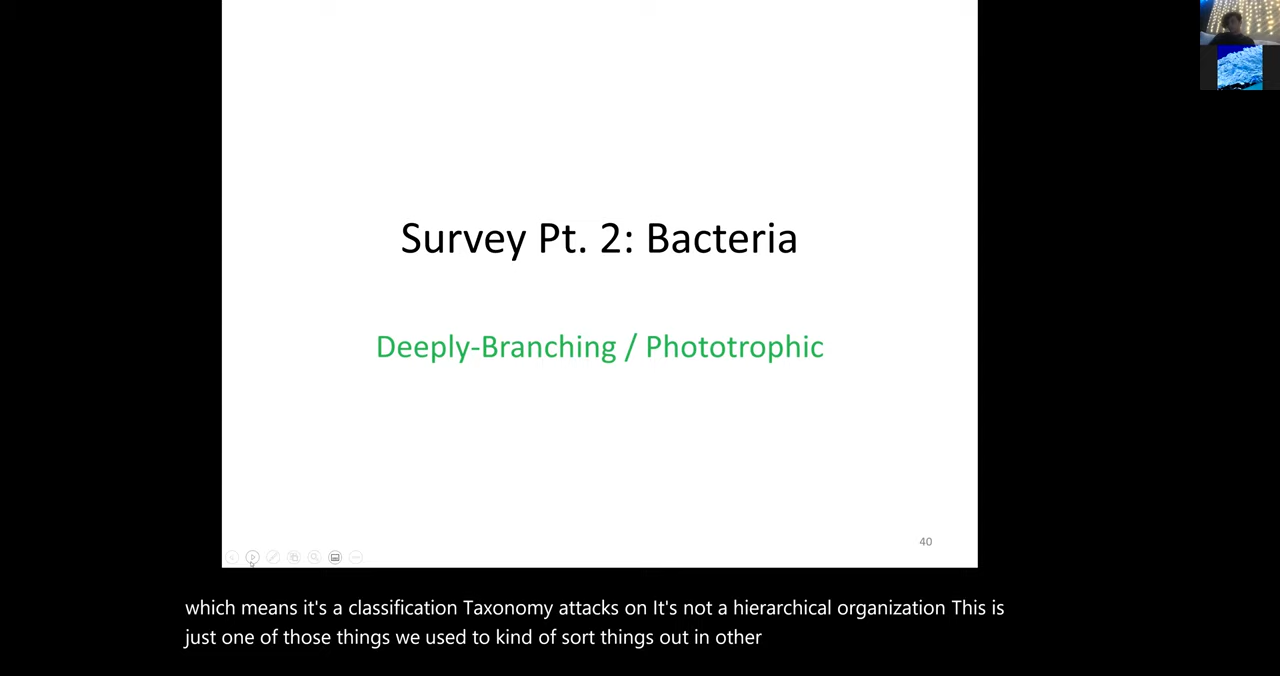 Survey Pt. 2: Bacteria
Deeply-Branching / Phototrophic
40
which means it's a classification Taxonomy attacks on It's not a hierarchical organization This is
just one of those things we used to kind of sort things out in other